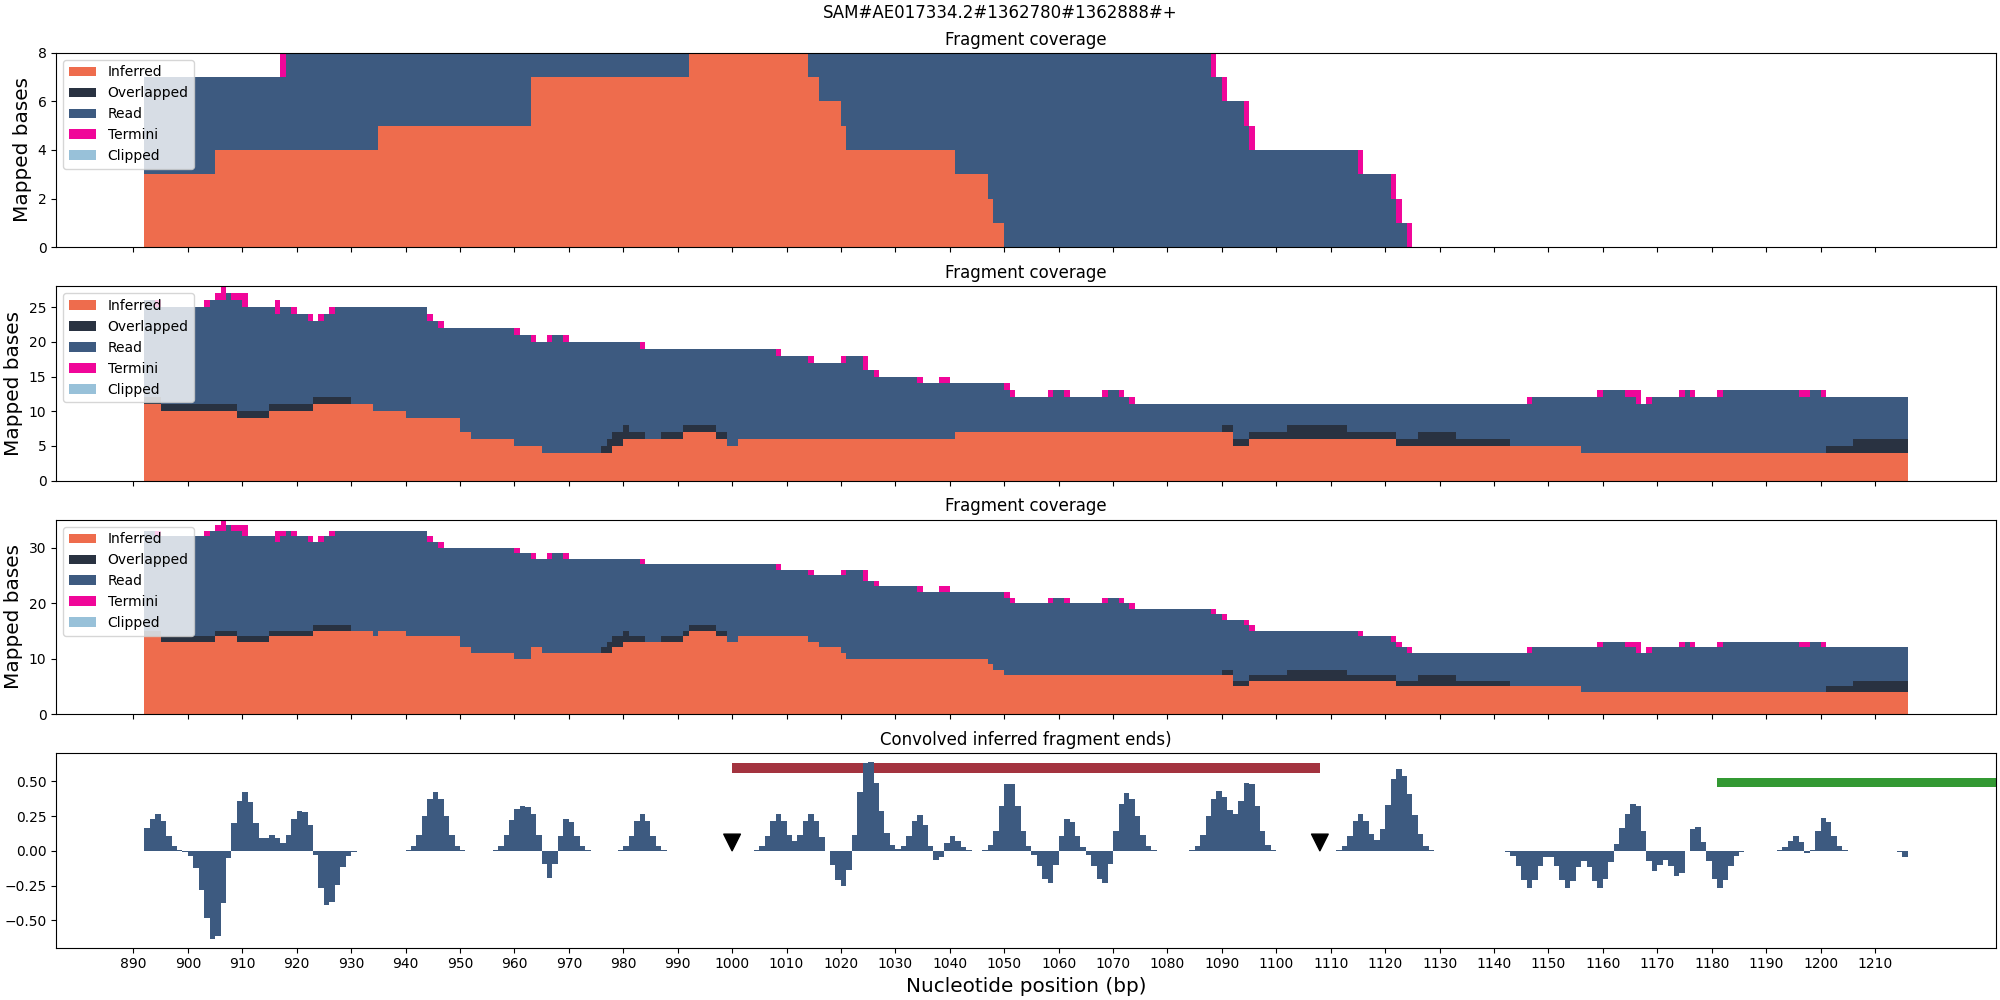 SAM#AE017334.2#1362780#1362888#+
Fragment coverage
Mapped bases
8
6
4
2
0
Inferred
Overlapped
Read
Termini
Clipped
Fragment coverage
Mapped bases
25
20
15
10
5
0
Inferred
Overlapped
Read
Termini
Clipped
Fragment coverage
Mapped bases
30
20
10
0
Inferred
Overlapped
Read
Termini
Clipped
Convolved inferred fragment ends)
0.50
0.25
0.00
−0.25
−0.50
890 900 910 920 930 940 950 960 970 980 990 1000 1010 1020 1030 1040 1050 1060 1070 1080 1090 1100 1110 1120 1130 1140 1150 1160 1170 1180 1190 1200 1210
Nucleotide position (bp)